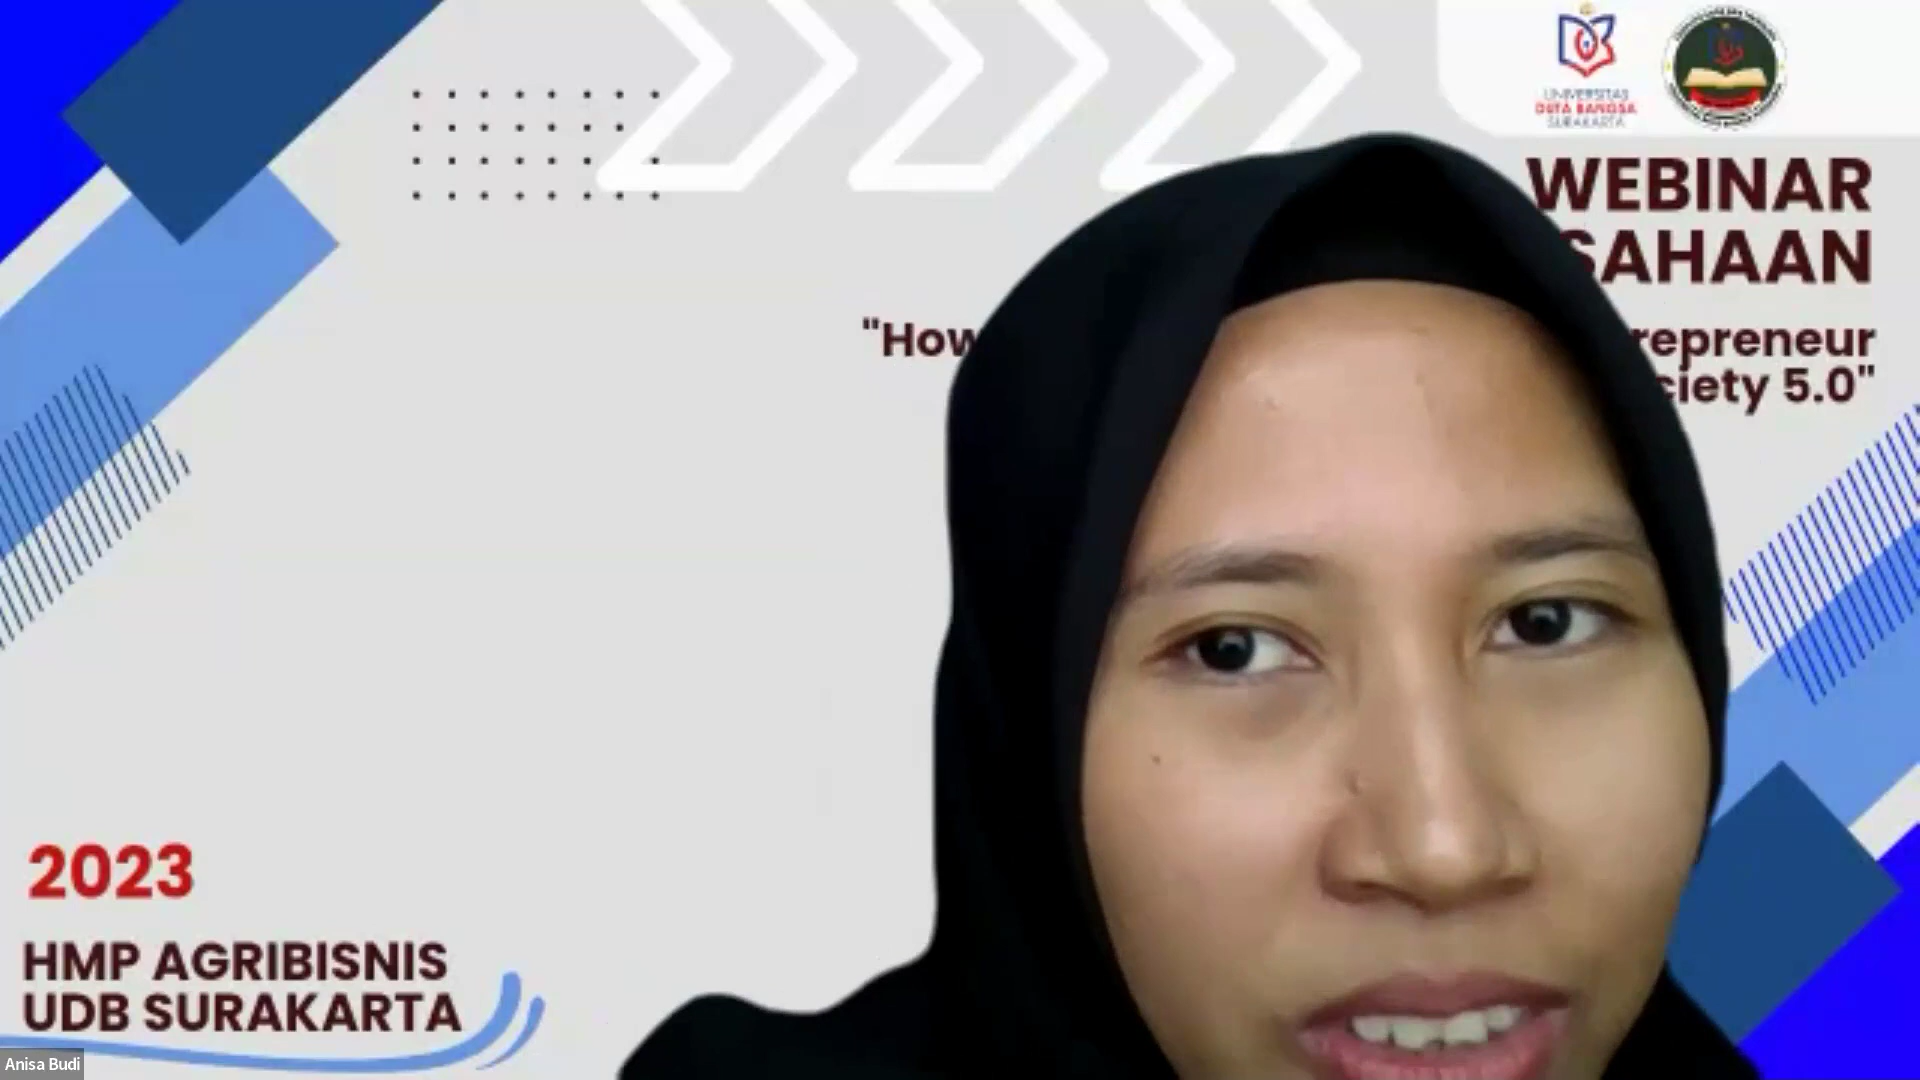 UNIVERSITAS
DUTA BANGSA
SURAKARTA
WEBINAR
SAHAAN
"How
repreneur
ciety 5.0"
2023
HMP AGRIBISNIS
UDB SURAKARTA
Anisa Budi